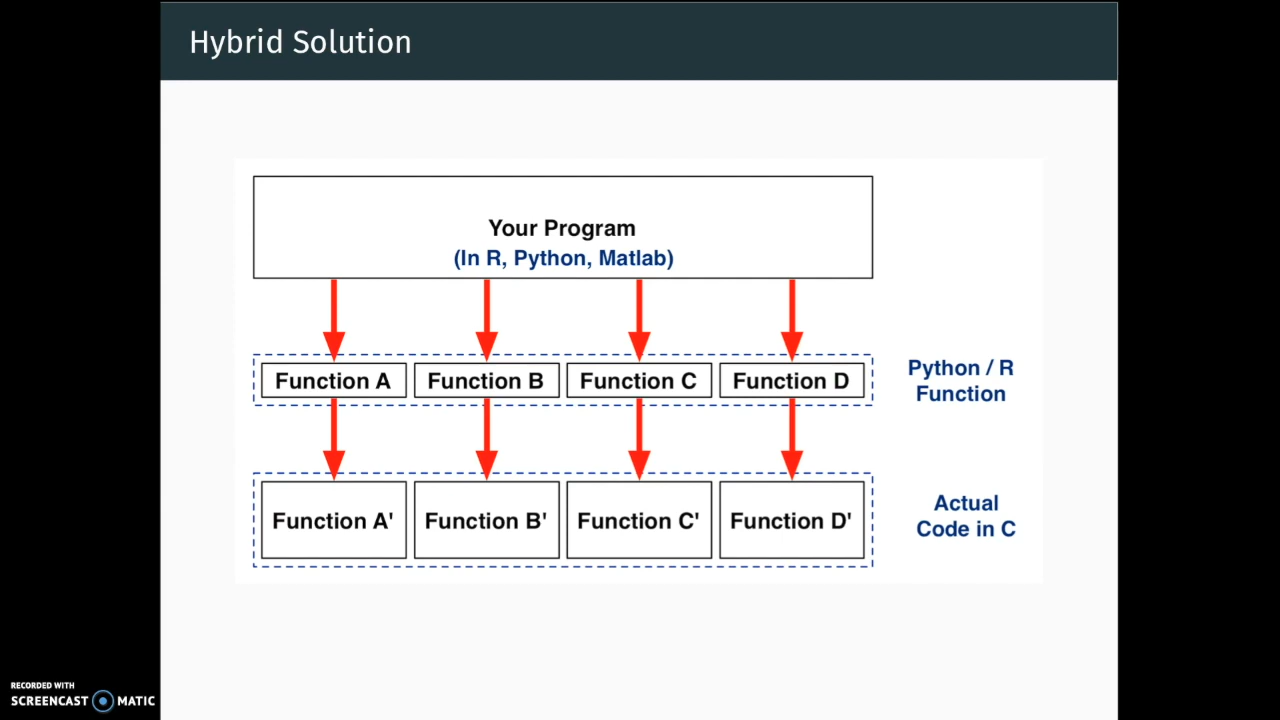 Hybrid Solution
Your Program
(In R, Python, Matlab)
Function A
Function B
Function C
Function D
Python / R
Function
Function A'
Function B'
Function C'
Function D'
Actual
Code in C
RECORDED WITH
SCREENCAST MATIC